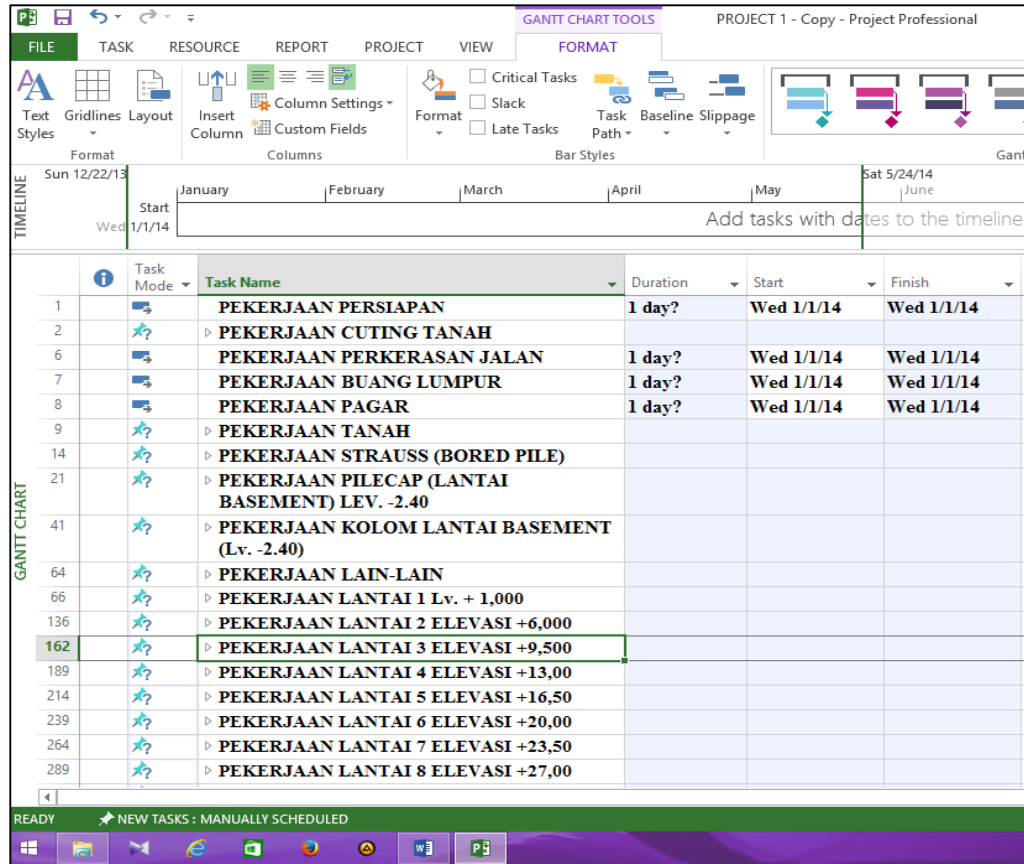 GANTT CHART TOOLS
PROJECT 1 - Copy - Project Professional
FILE TASK RESOURCE REPORT PROJECT VIEW FORMAT
Text Styles
Gridlines
Layout
Format
Insert Column
Column Settings
Custom Fields
Columns
Format
Critical Tasks
Slack
Late Tasks
Task Path
Baseline
Slippage
Bar Styles
Gant
TIMELINE
Sun 12/22/13
Sat 5/24/14
January February March April May June
Start
Wed 1/1/14
Add tasks with dates to the timeline
GANTT CHART
Task Mode Task Name Duration Start Finish
1 PEKERJAAN PERSIAPAN 1 day? Wed 1/1/14 Wed 1/1/14
2 PEKERJAAN CUTING TANAH
6 PEKERJAAN PERKERASAN JALAN 1 day? Wed 1/1/14 Wed 1/1/14
7 PEKERJAAN BUANG LUMPUR 1 day? Wed 1/1/14 Wed 1/1/14
8 PEKERJAAN PAGAR 1 day? Wed 1/1/14 Wed 1/1/14
9 PEKERJAAN TANAH
14 PEKERJAAN STRAUSS (BORED PILE)
21 PEKERJAAN PILECAP (LANTAI
BASEMENT) LEV. -2.40
41 PEKERJAAN KOLOM LANTAI BASEMENT
(Lv. -2.40)
64 PEKERJAAN LAIN-LAIN
66 PEKERJAAN LANTAI 1 Lv. + 1,000
136 PEKERJAAN LANTAI 2 ELEVASI +6,000
162 PEKERJAAN LANTAI 3 ELEVASI +9,500
189 PEKERJAAN LANTAI 4 ELEVASI +13,00
214 PEKERJAAN LANTAI 5 ELEVASI +16,50
239 PEKERJAAN LANTAI 6 ELEVASI +20,00
264 PEKERJAAN LANTAI 7 ELEVASI +23,50
289 PEKERJAAN LANTAI 8 ELEVASI +27,00
READY NEW TASKS : MANUALLY SCHEDULED